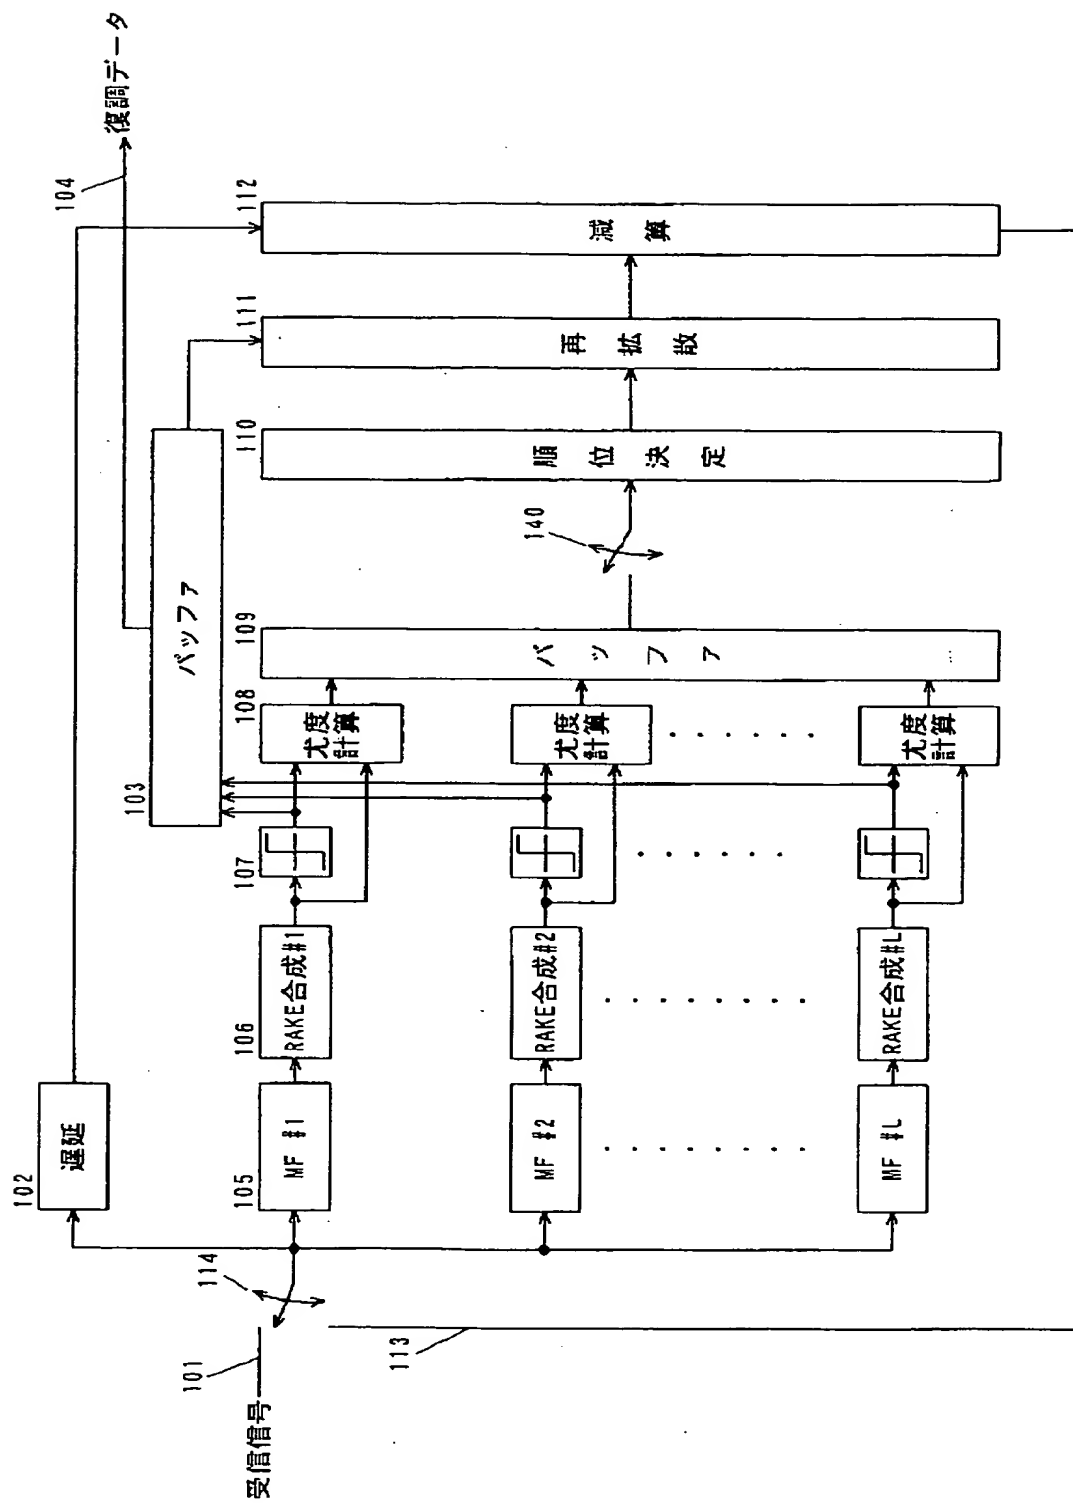 受信信号
101
114
113
102
遅延
105
MF #1
106
RAKE合成#1
107
108
尤度
計算
MF #2
RAKE合成#2
尤度
計算
MF #L
RAKE合成#L
尤度
計算
103
バッファ
104
復調データ
109
バッファ
140
110
順位決定
111
再拡散
112
減算